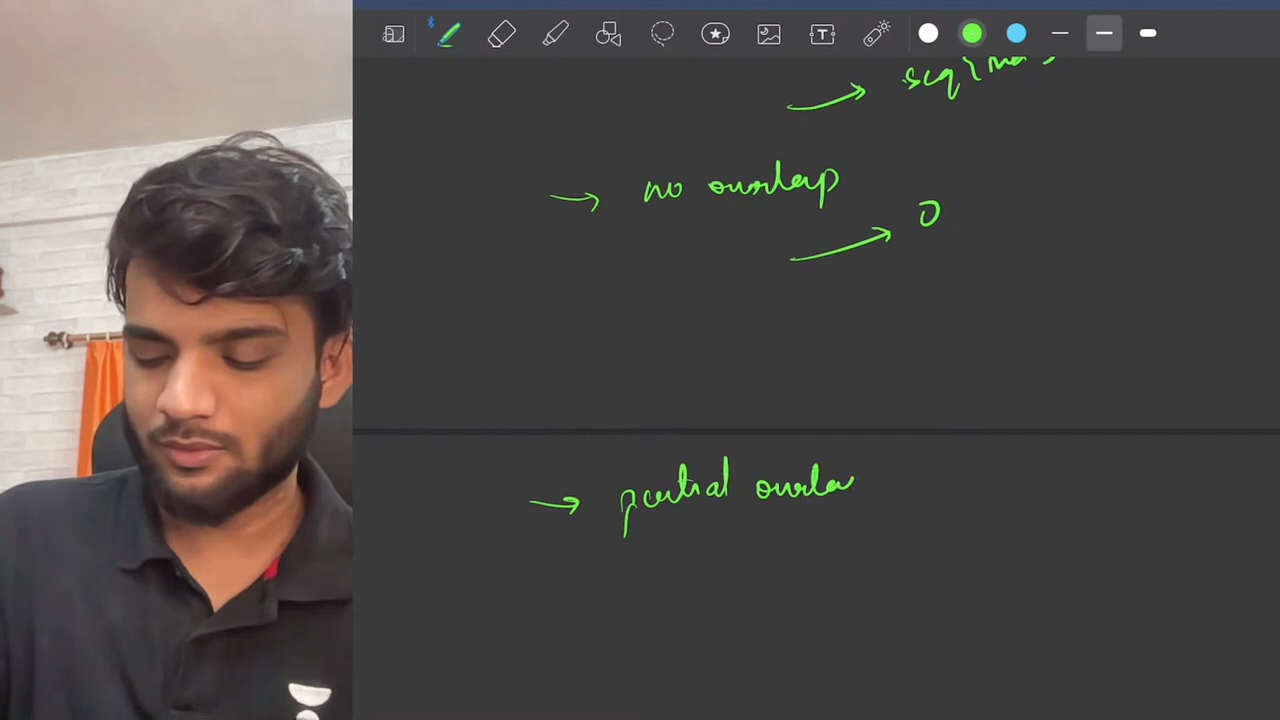 → no overlap
→ 0
→ partial overla